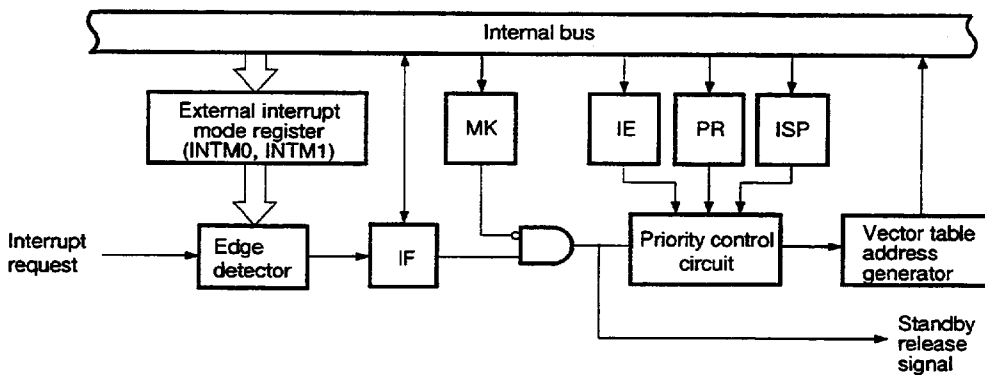 Internal bus
External interrupt
mode register
(INTM0, INTM1)
MK
IE
PR
ISP
Interrupt
request
Edge
detector
IF
Priority control
circuit
Vector table
address
generator
Standby
release
signal